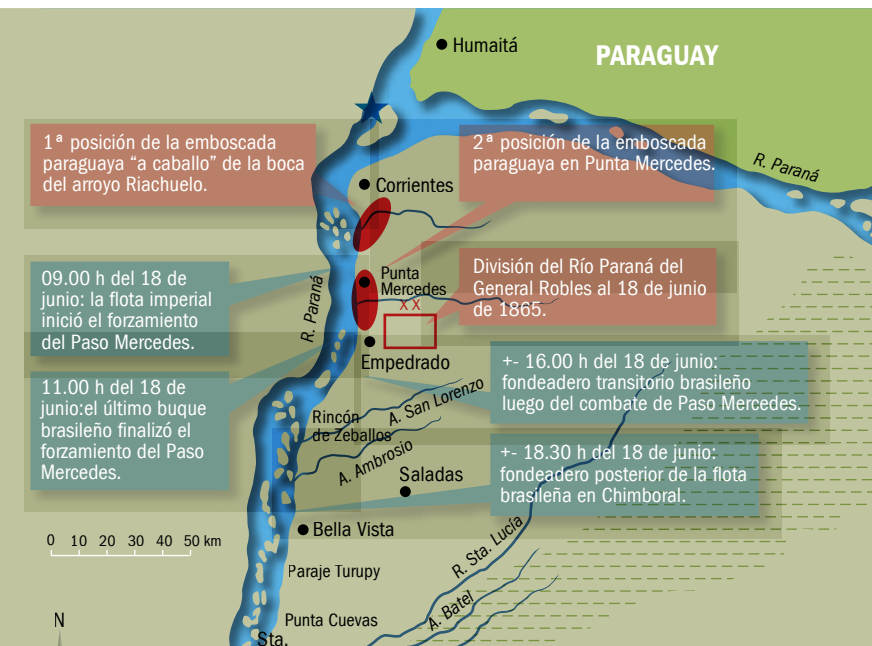 Humaitá
PARAGUAY
1ª posición de la emboscada
paraguaya “a caballo” de la boca
del arroyo Riachuelo.
2ª posición de la emboscada
paraguaya en Punta Mercedes.
R. Paraná
Corrientes
09.00 h del 18 de
junio: la flota imperial
inició el forzamiento
del Paso Mercedes.
R. Paraná
Punta
Mercedes
XX
División del Río Paraná del
General Robles al 18 de junio
de 1865.
Empedrado
11.00 h del 18 de
junio:el último buque
brasileño finalizó el
forzamiento del Paso
Mercedes.
+- 16.00 h del 18 de junio:
fondeadero transitorio brasileño
luego del combate de Paso Mercedes.
Rincón
de Zeballos
A. San Lorenzo
A. Ambrosio
+- 18.30 h del 18 de junio:
fondeadero posterior de la flota
brasileña en Chimboral.
Saladas
Bella Vista
0 10 20 30 40 50 km
R. Sta. Lucía
Paraje Turupy
A. Batel
Punta Cuevas
N
Sta.